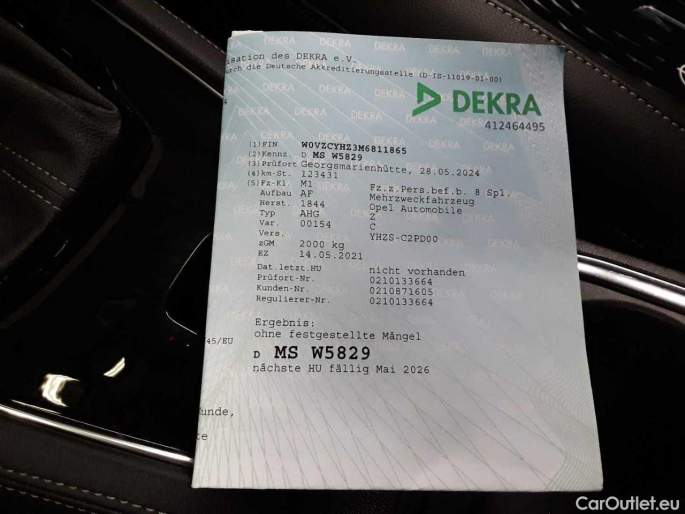 isation des DEKRA e.V.
urch die Deutsche Akkreditierungsstelle (D-IS-11019-01-00)
DEKRA
412464495
(1) FIN W0VZCYHZ3M6811865
(2) Kennz. D MS W5829
(3) Prüfort Georgsmarienhütte, 28.05.2024
(4) km-St. 123431
(5) Fz-Kl. M1 Fz.z.Pers.bef.b. 8 Spl.
Aufbau AF Mehrzweckfahrzeug
Herst. 1844 Opel Automobile
Typ AHG Z
Var. 00154 C
Vers. YHZS-C2PD00
zGM 2000 kg
EZ 14.05.2021
Dat.letzt.HU nicht vorhanden
Prüfort-Nr. 0210133664
Kunden-Nr. 0210871605
Regulierer-Nr. 0210133664
Ergebnis:
ohne festgestellte Mängel
45/EU
D MS W5829
nächste HU fällig Mai 2026
unde,
te
CarOutlet.eu